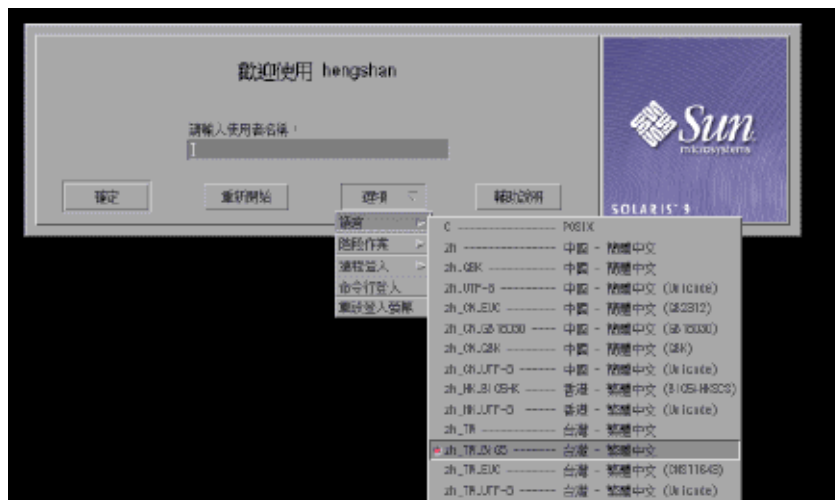 歡迎使用 hengshan
請輸入使用者名稱：
確定
重新開始
選項
輔助說明
Sun
microsystems
SOLARIS 9
語言
階段作業
遠程登入
命令行登入
重設登入螢幕
C ---------------- POSIX
zh --------------- 中國 - 簡體中文
zh.GBK ----------- 中國 - 簡體中文
zh.UTF-8 --------- 中國 - 簡體中文 (Unicode)
zh_CN.EUC -------- 中國 - 簡體中文 (GB2312)
zh_CN.GB18030 ---- 中國 - 簡體中文 (GB18030)
zh_CN.GBK -------- 中國 - 簡體中文 (GBK)
zh_CN.UTF-8 ------ 中國 - 簡體中文 (Unicode)
zh_HK.BIG5HK ----- 香港 - 繁體中文 (BIG5+HKSCS)
zh_HK.UTF-8 ------ 香港 - 繁體中文 (Unicode)
zh_TW ------------ 台灣 - 繁體中文
zh_TW.BIG5 ------- 台灣 - 繁體中文
zh_TW.EUC -------- 台灣 - 繁體中文 (CNS11643)
zh_TW.UTF-8 ------ 台灣 - 繁體中文 (Unicode)